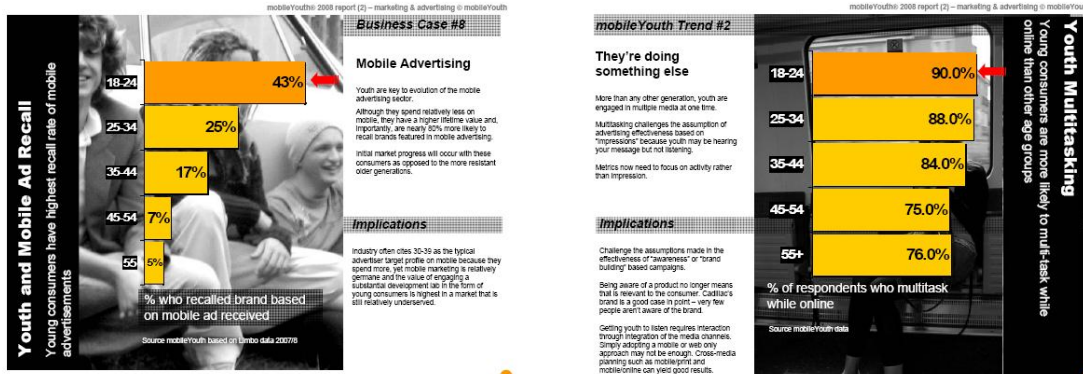 mobileYouth® 2008 report (2) – marketing & advertising © mobileYouth
Youth and Mobile Ad Recall
Young consumers have highest recall rate of mobile
advertisements
18-24
43%
25-34
25%
35-44
17%
45-54
7%
55
5%
% who recalled brand based
on mobile ad received
Source mobileYouth based on Limbo data 2007/8
Business Case #8
Mobile Advertising
Youth are key to evolution of the mobile
advertising sector.
Although they spend relatively less on
mobile, they have a higher lifetime value and,
importantly, are nearly 80% more likely to
recall brands featured in mobile advertising.
Initial market progress will occur with these
consumers as opposed to the more resistant
older generations.
Implications
Industry often cites 30-39 as the typical
advertiser target profile on mobile because they
spend more, yet mobile marketing is relatively
germane and the value of engaging a
substantial development lab in the form of
young consumers is highest in a market that is
still relatively underserved.
mobileYouth® 2008 report (2) – marketing & advertising © mobileYou
mobileYouth Trend #2
They're doing
something else
More than any other generation, youth are
engaged in multiple media at one time.
Multitasking challenges the assumption of
advertising effectiveness based on
"impressions" because youth may be hearing
your message but not listening.
Metrics now need to focus on activity rather
than impression.
Implications
Challenge the assumptions made in the
effectiveness of "awareness" or "brand
building" based campaigns.
Being aware of a product no longer means
that is relevant to the consumer. Cadillac's
brand is a good case in point – very few
people aren't aware of the brand.
Getting youth to listen requires interaction
through integration of the media channels.
Simply adopting a mobile or web only
approach may not be enough. Cross-media
planning such as mobile/print and
mobile/online can yield good results.
18-24
90.0%
25-34
88.0%
35-44
84.0%
45-54
75.0%
55+
76.0%
% of respondents who multitask
while online
Source mobileYouth data
Youth Multitasking
Young consumers are more likely to multi-task while
online than other age groups